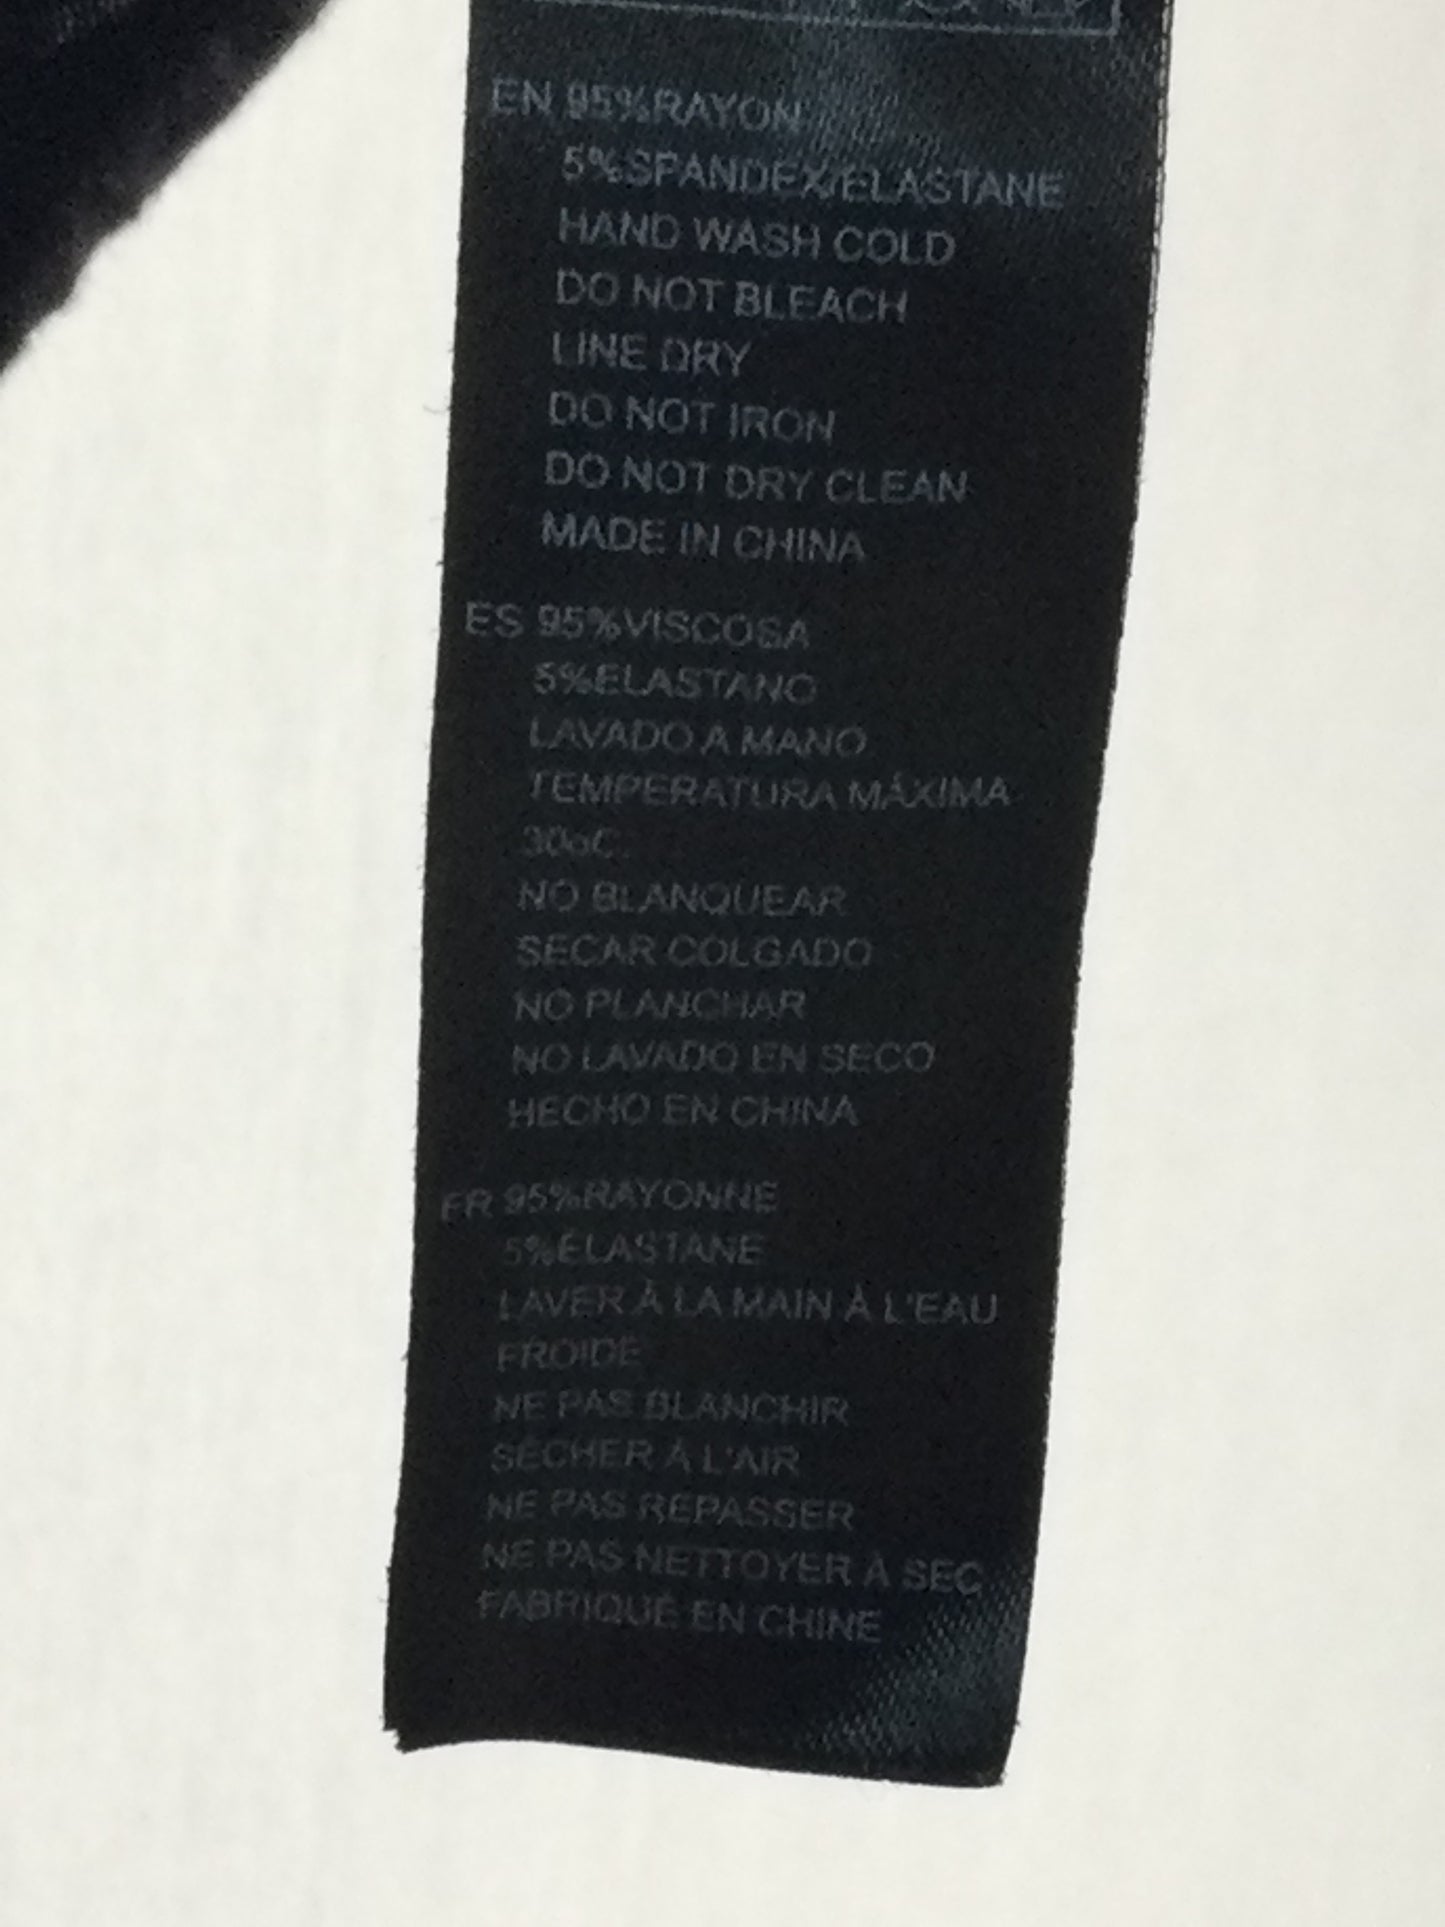 EN 95%RAYON
5%SPANDEX/ELASTANE
HAND WASH COLD
DO NOT BLEACH
LINE DRY
DO NOT IRON
DO NOT DRY CLEAN
MADE IN CHINA
ES 95%VISCOSA
5%ELASTANO
LAVADO A MANO
TEMPERATURA MÁXIMA
30oC.
NO BLANQUEAR
SECAR COLGADO
NO PLANCHAR
NO LAVADO EN SECO
HECHO EN CHINA
FR 95%RAYONNE
5%ÉLASTANE
LAVER À LA MAIN À L'EAU
FROIDE
NE PAS BLANCHIR
SÉCHER À L'AIR
NE PAS REPASSER
NE PAS NETTOYER À SEC
FABRIQUÉ EN CHINE